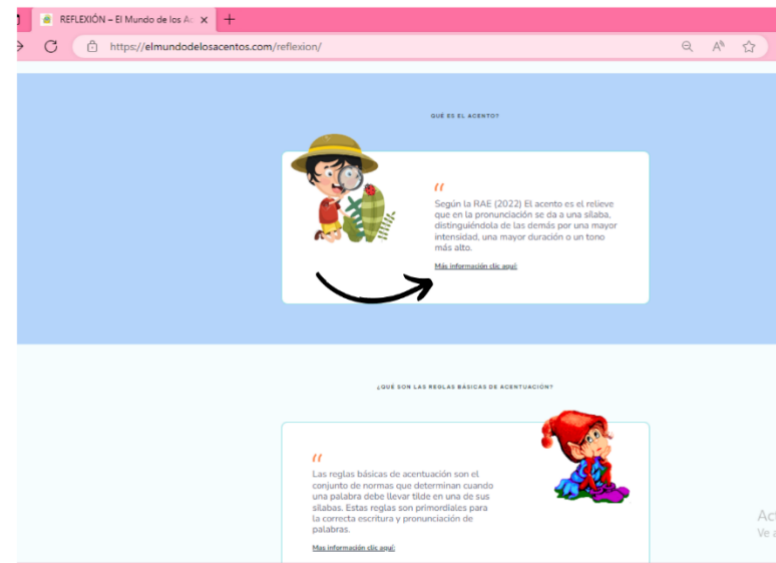 REFLEXIÓN – El Mundo de los Ac
https://elmundodelosacentos.com/reflexion/
QUÉ ES EL ACENTO?
Según la RAE (2022) El acento es el relieve
que en la pronunciación se da a una sílaba,
distinguiéndola de las demás por una mayor
intensidad, una mayor duración o un tono
más alto.
Más información clic aquí:
¿QUÉ SON LAS REGLAS BÁSICAS DE ACENTUACIÓN?
Las reglas básicas de acentuación son el
conjunto de normas que determinan cuando
una palabra debe llevar tilde en una de sus
sílabas. Estas reglas son primordiales para
la correcta escritura y pronunciación de
palabras.
Mas información clic aquí: